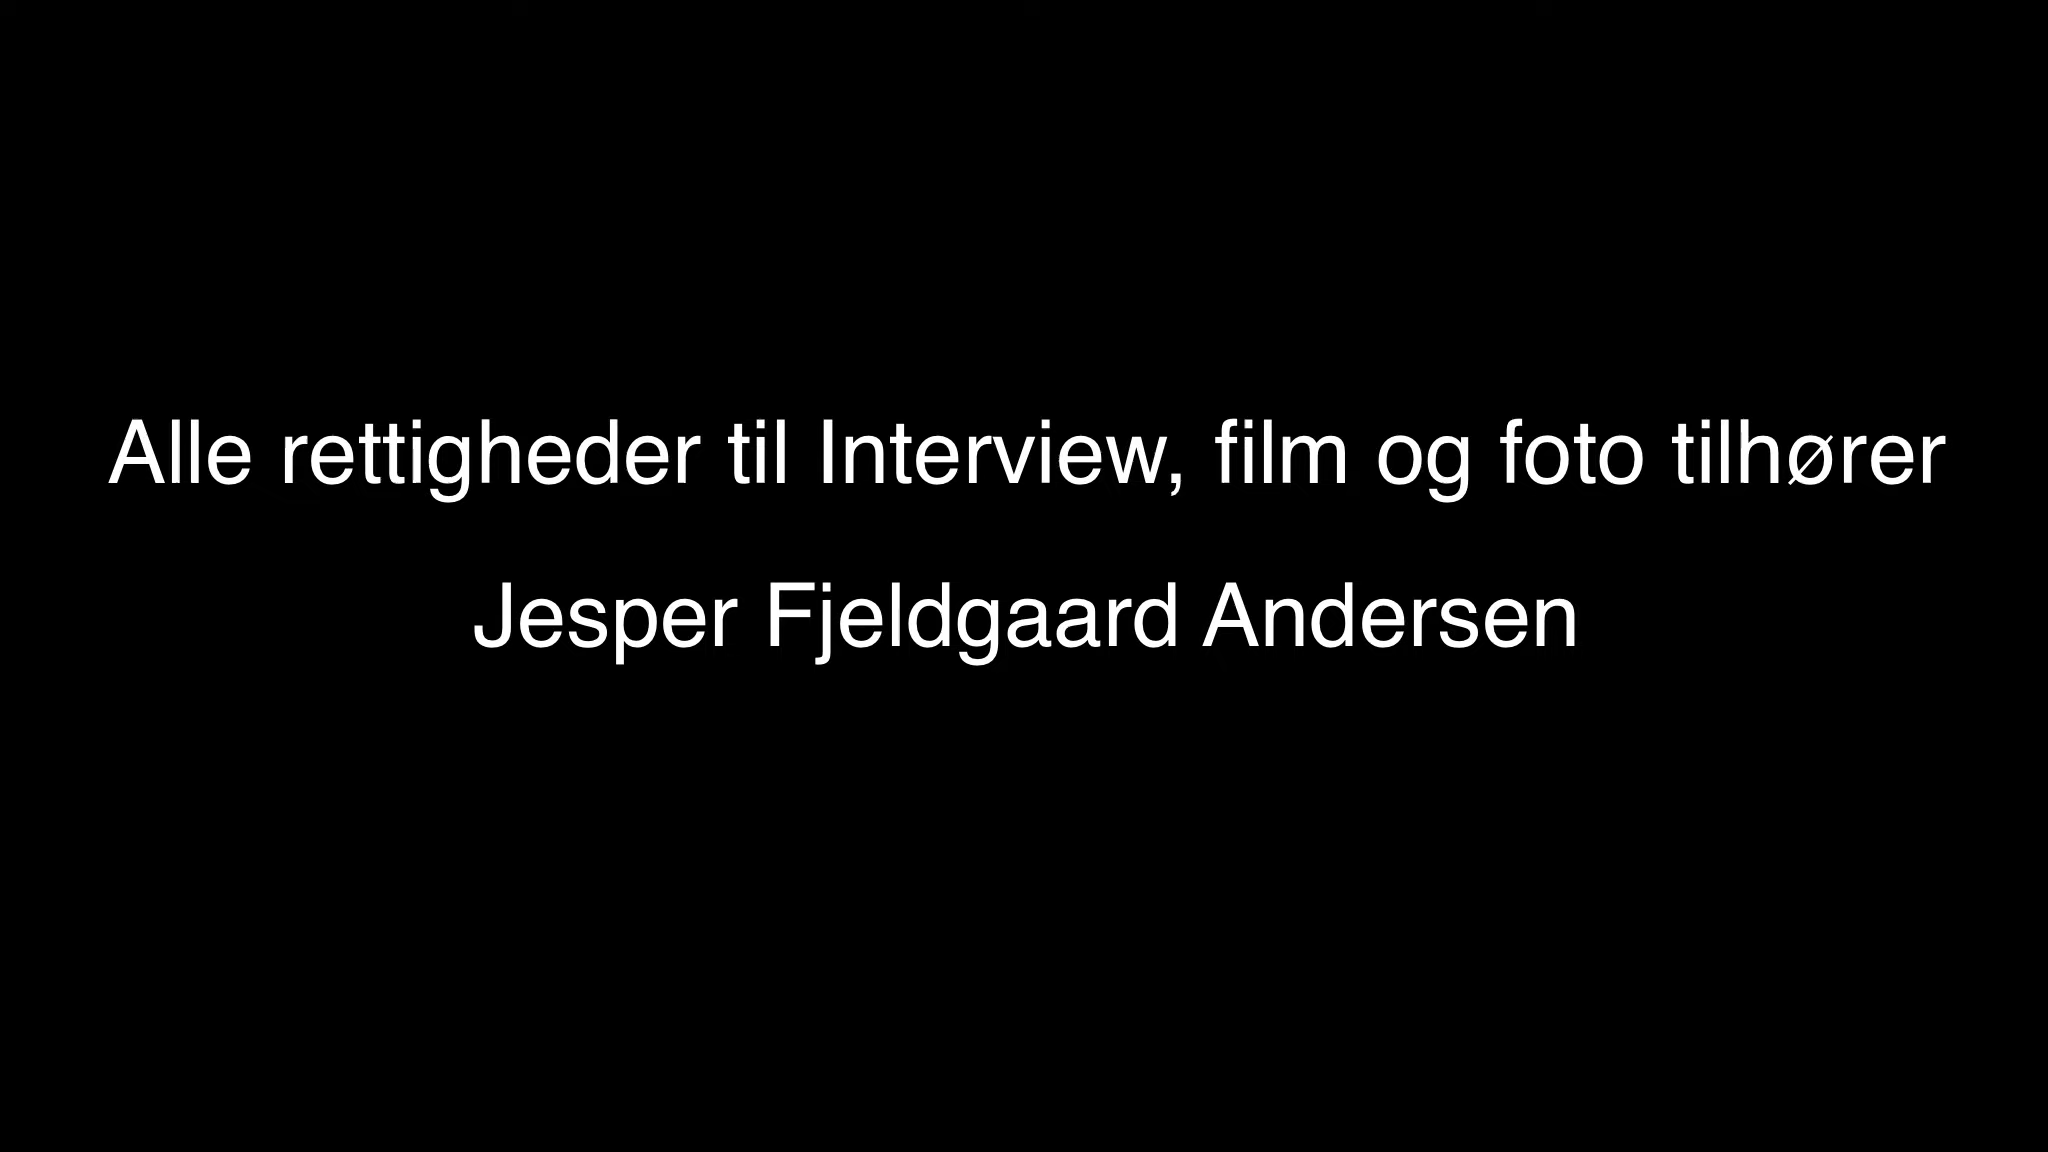 Alle rettigheder til Interview, film og foto tilhører
Jesper Fjeldgaard Andersen